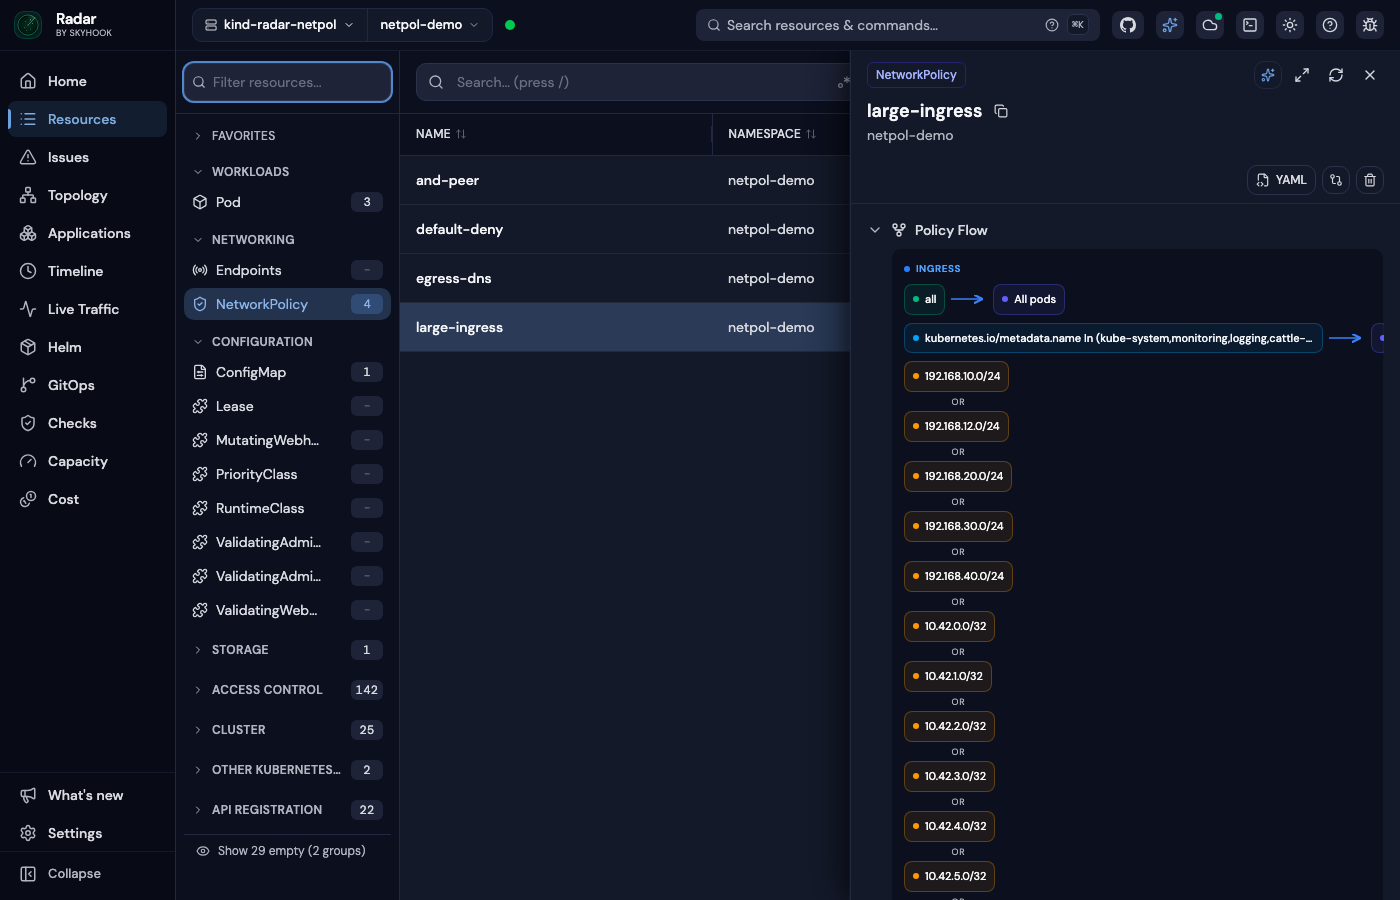 Radar
BY SKYHOOK
kind-radar-netpol
netpol-demo
Search resources & commands...
⌘K
Home
Resources
Issues
Topology
Applications
Timeline
Live Traffic
Helm
GitOps
Checks
Capacity
Cost
What's new
Settings
Collapse
Filter resources...
FAVORITES
WORKLOADS
Pod 3
NETWORKING
Endpoints -
NetworkPolicy 4
CONFIGURATION
ConfigMap 1
Lease -
MutatingWebh... -
PriorityClass -
RuntimeClass -
ValidatingAdmi... -
ValidatingAdmi... -
ValidatingWeb... -
STORAGE 1
ACCESS CONTROL 142
CLUSTER 25
OTHER KUBERNETES... 2
API REGISTRATION 22
Show 29 empty (2 groups)
Search... (press /)
.*
NAME NAMESPACE
and-peer netpol-demo
default-deny netpol-demo
egress-dns netpol-demo
large-ingress netpol-demo
NetworkPolicy
large-ingress
netpol-demo
YAML
Policy Flow
INGRESS
all All pods
kubernetes.io/metadata.name In (kube-system,monitoring,logging,cattle-...
192.168.10.0/24
OR
192.168.12.0/24
OR
192.168.20.0/24
OR
192.168.30.0/24
OR
192.168.40.0/24
OR
10.42.0.0/32
OR
10.42.1.0/32
OR
10.42.2.0/32
OR
10.42.3.0/32
OR
10.42.4.0/32
OR
10.42.5.0/32